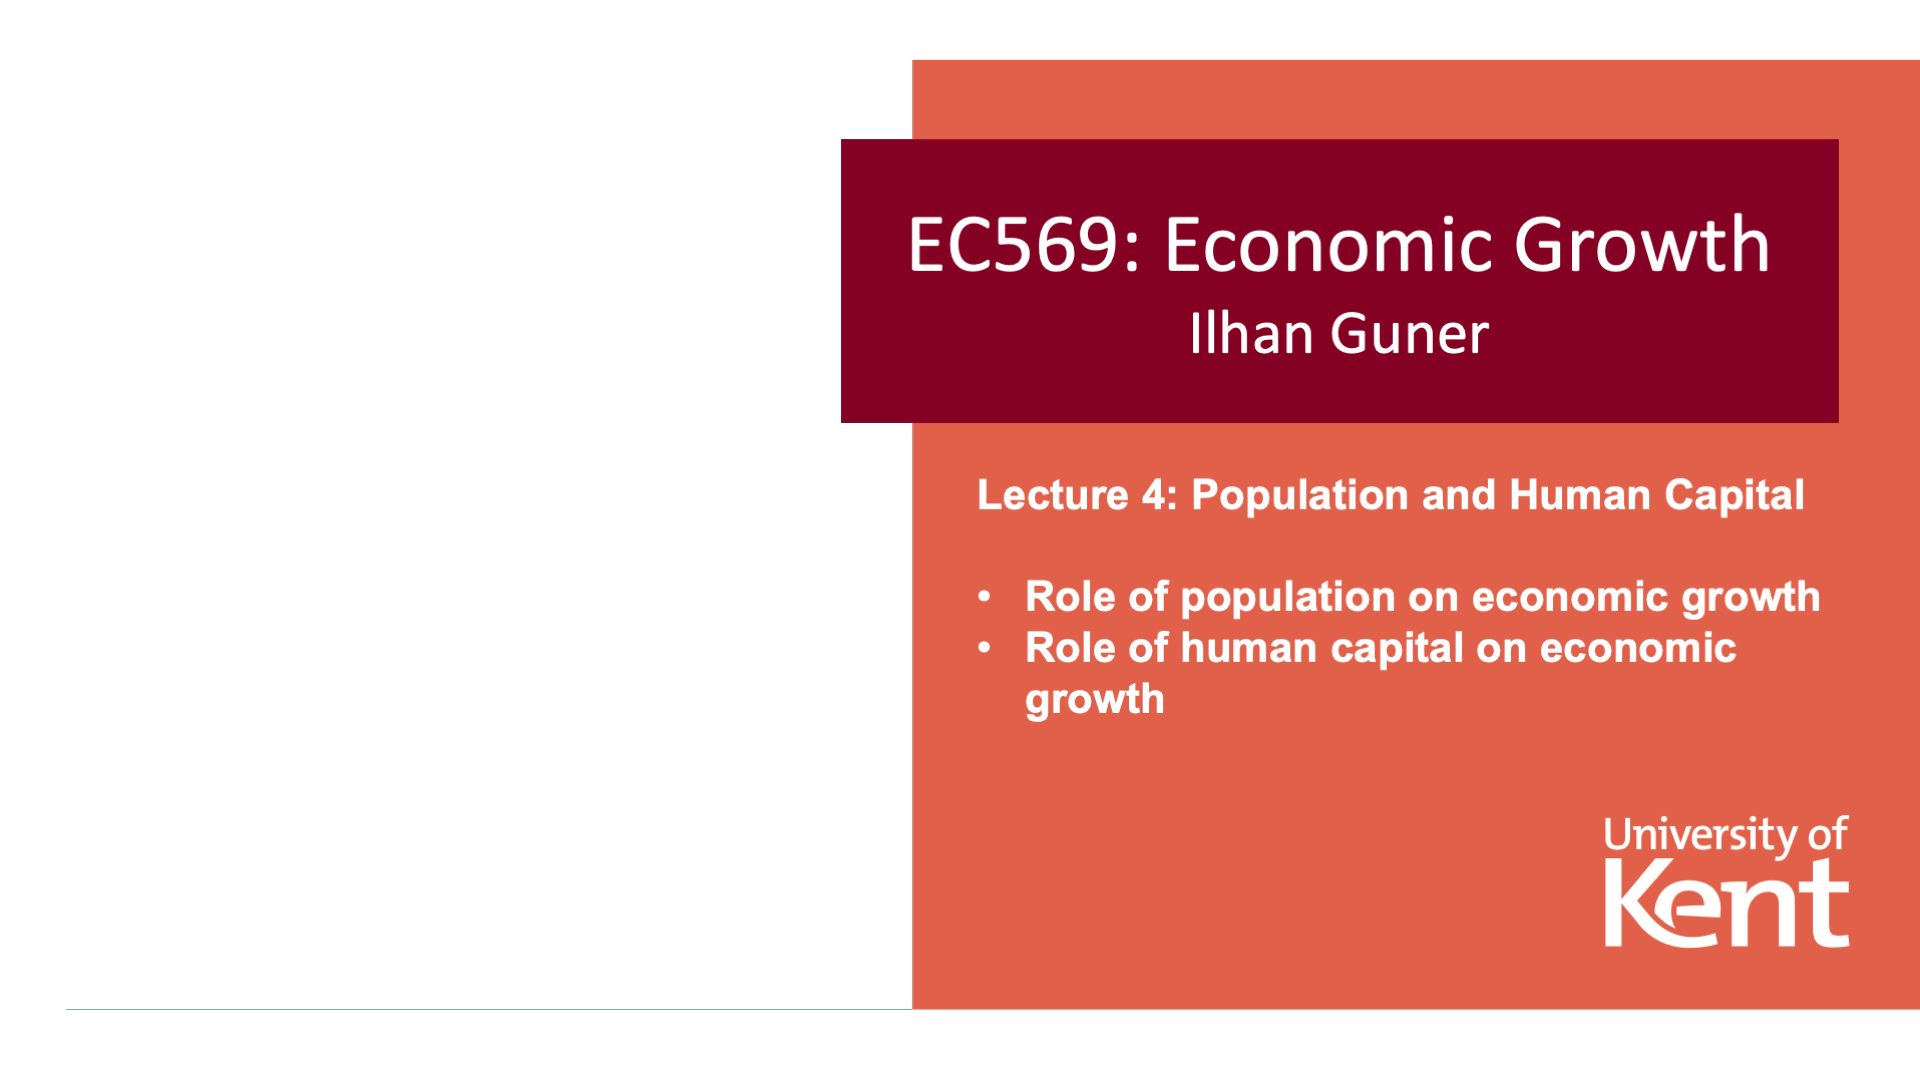 EC569: Economic Growth
Ilhan Guner
Lecture 4: Population and Human Capital
• Role of population on economic growth
• Role of human capital on economic
growth
University of
Kent